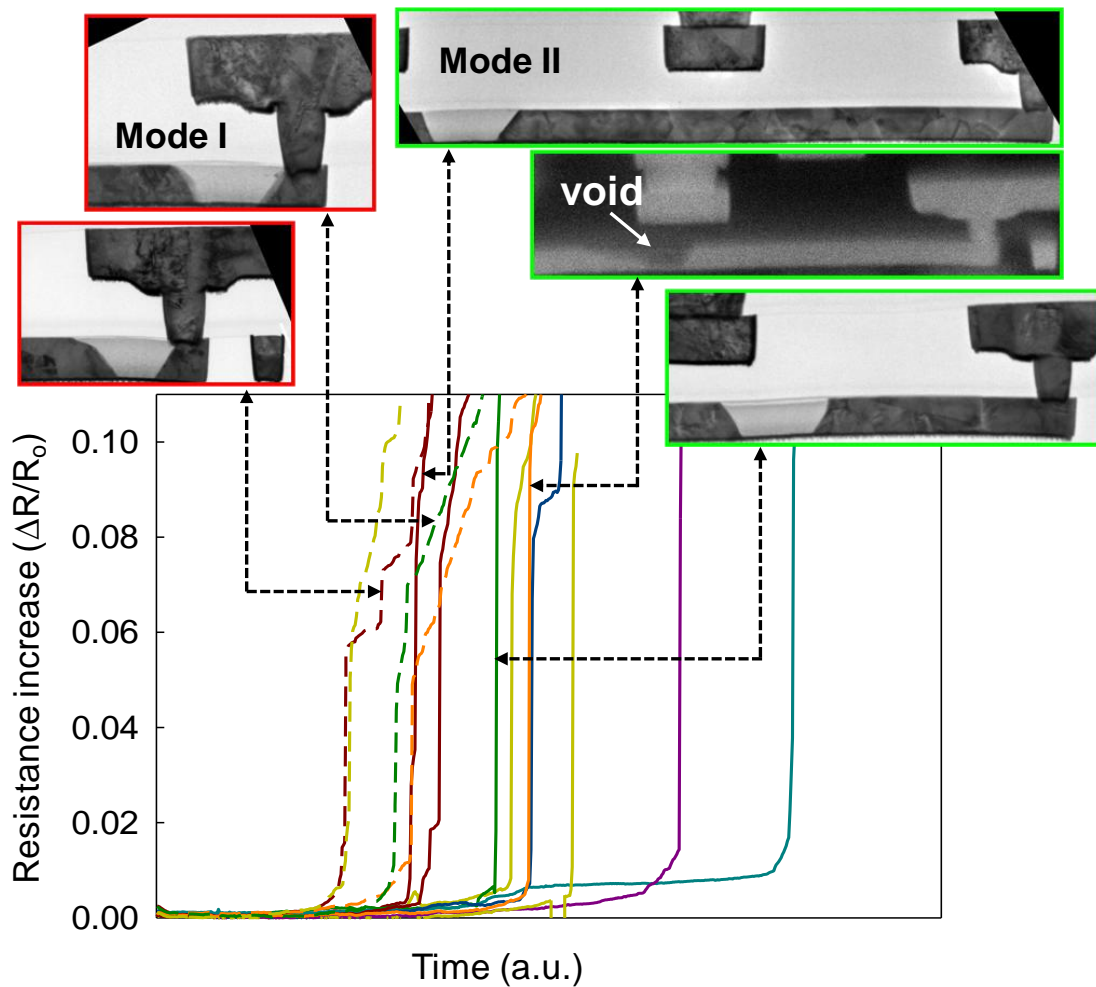 Mode I
Mode II
void
Resistance increase (ΔR/Ro)
0.10
0.08
0.06
0.04
0.02
0.00
Time (a.u.)